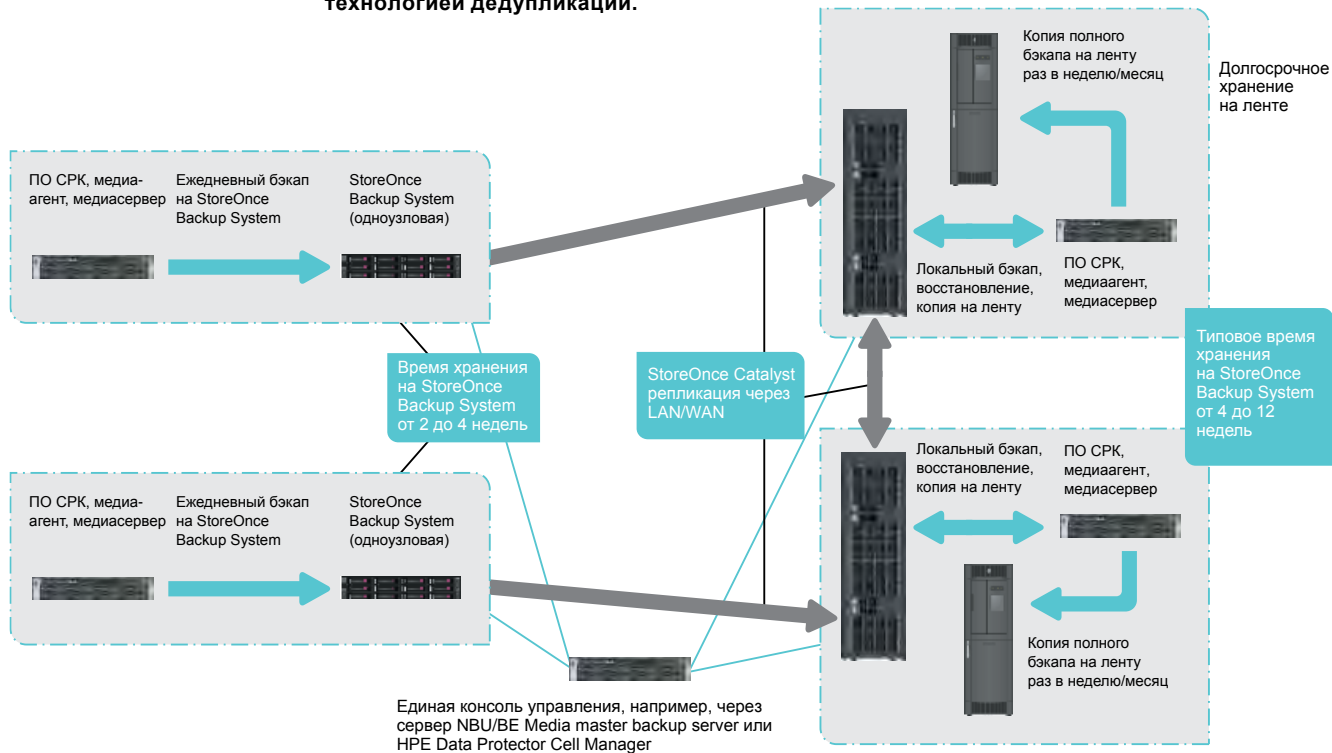 технологией дедупликации.
Копия полного
бэкапа на ленту
раз в неделю/месяц
Долгосрочное
хранение
на ленте
ПО СРК, медиа-
агент, медиасервер
Ежедневный бэкап
на StoreOnce
Backup System
StoreOnce
Backup System
(одноузловая)
Локальный бэкап,
восстановление,
копия на ленту
ПО СРК,
медиаагент,
медиасервер
Время хранения
на StoreOnce
Backup System
от 2 до 4 недель
StoreOnce Catalyst
репликация через
LAN/WAN
Типовое время
хранения
на StoreOnce
Backup System
от 4 до 12
недель
ПО СРК, медиа-
агент, медиасервер
Ежедневный бэкап
на StoreOnce
Backup System
StoreOnce
Backup System
(одноузловая)
Локальный бэкап,
восстановление,
копия на ленту
ПО СРК,
медиаагент,
медиасервер
Копия полного
бэкапа на ленту
раз в неделю/месяц
Единая консоль управления, например, через
сервер NBU/BE Media master backup server или
HPE Data Protector Cell Manager